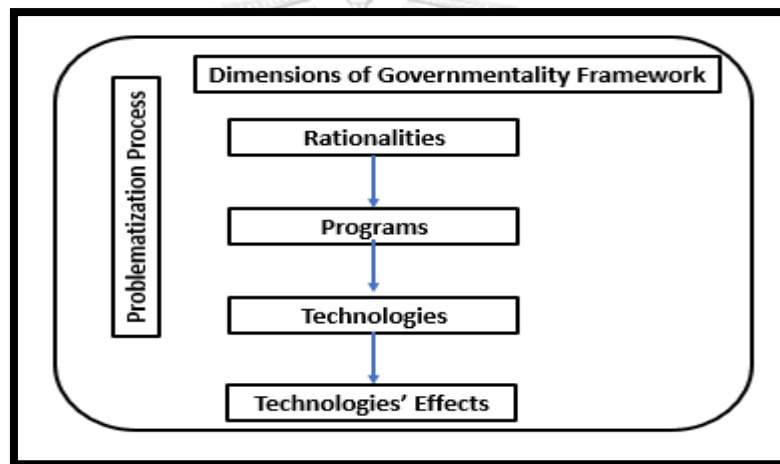 Dimensions of Governmentality Framework
Problematization Process
Rationalities
Programs
Technologies
Technologies’ Effects